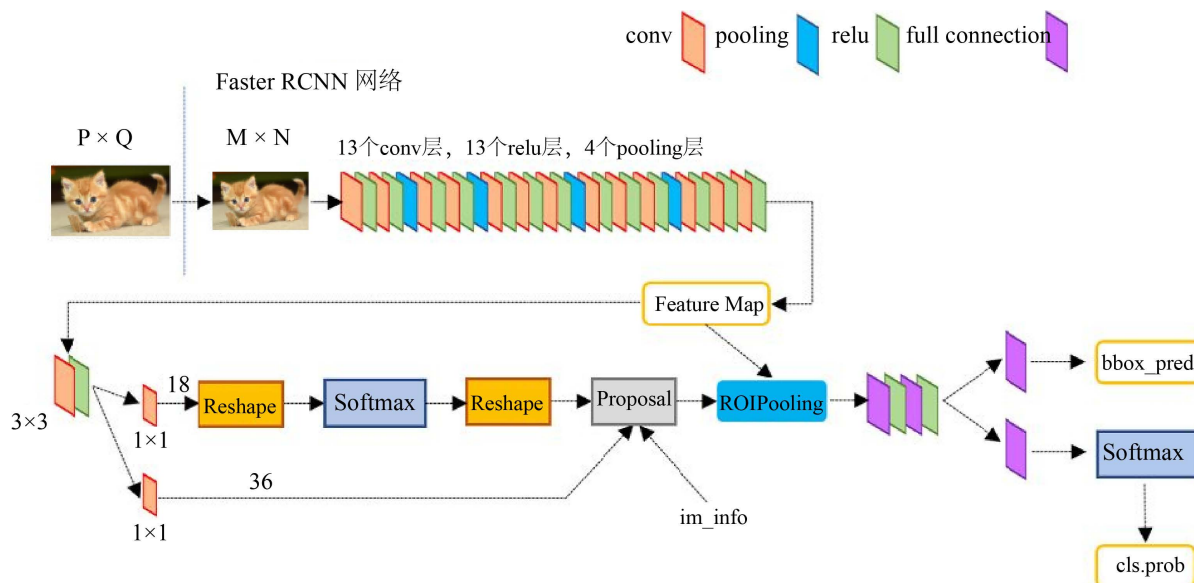 conv pooling relu full connection
Faster RCNN 网络
P × Q
M × N
13个conv层，13个relu层，4个pooling层
Feature Map
3×3
1×1
18
Reshape
Softmax
Reshape
Proposal
ROIPooling
bbox_pred
Softmax
cls.prob
1×1
36
im_info